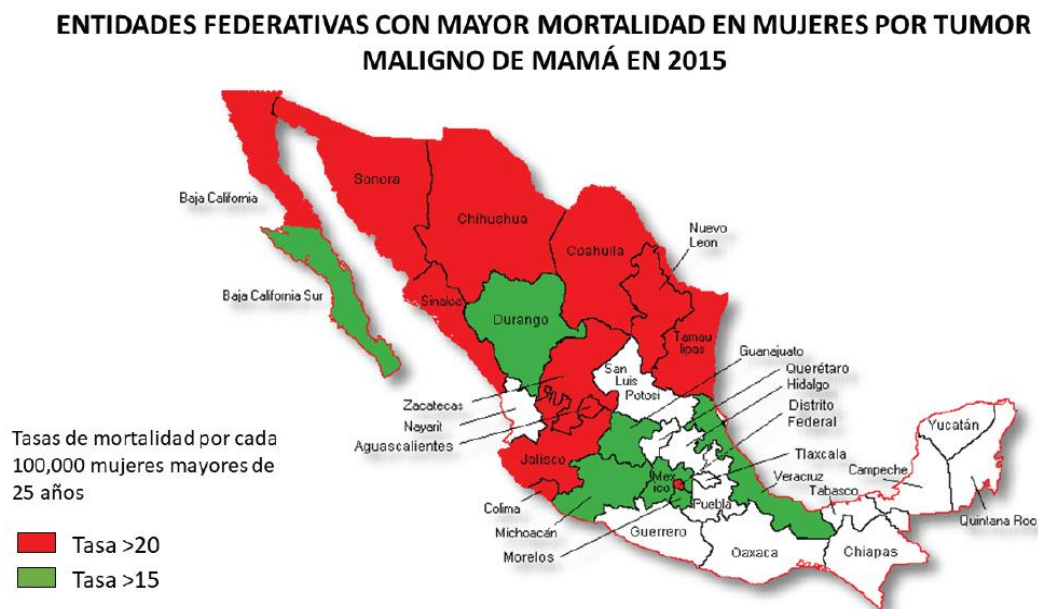 ENTIDADES FEDERATIVAS CON MAYOR MORTALIDAD EN MUJERES POR TUMOR
MALIGNO DE MAMÁ EN 2015
Baja California
Sonora
Chihuahua
Coahuila
Nuevo
Leon
Baja California Sur
Sinaloa
Durango
Tamau
lipas
San
Luis
Potosi
Guanajuato
Querétaro
Hidalgo
Distrito
Federal
Zacatecas
Nayarit
Aguascalientes
Tlaxcala
Veracruz
Tabasco
Campeche
Yucatán
Quintana Roo
Jalisco
Mex
ico
Puebla
Colima
Michoacán
Morelos
Guerrero
Oaxaca
Chiapas
Tasas de mortalidad por cada
100,000 mujeres mayores de
25 años
Tasa >20
Tasa >15